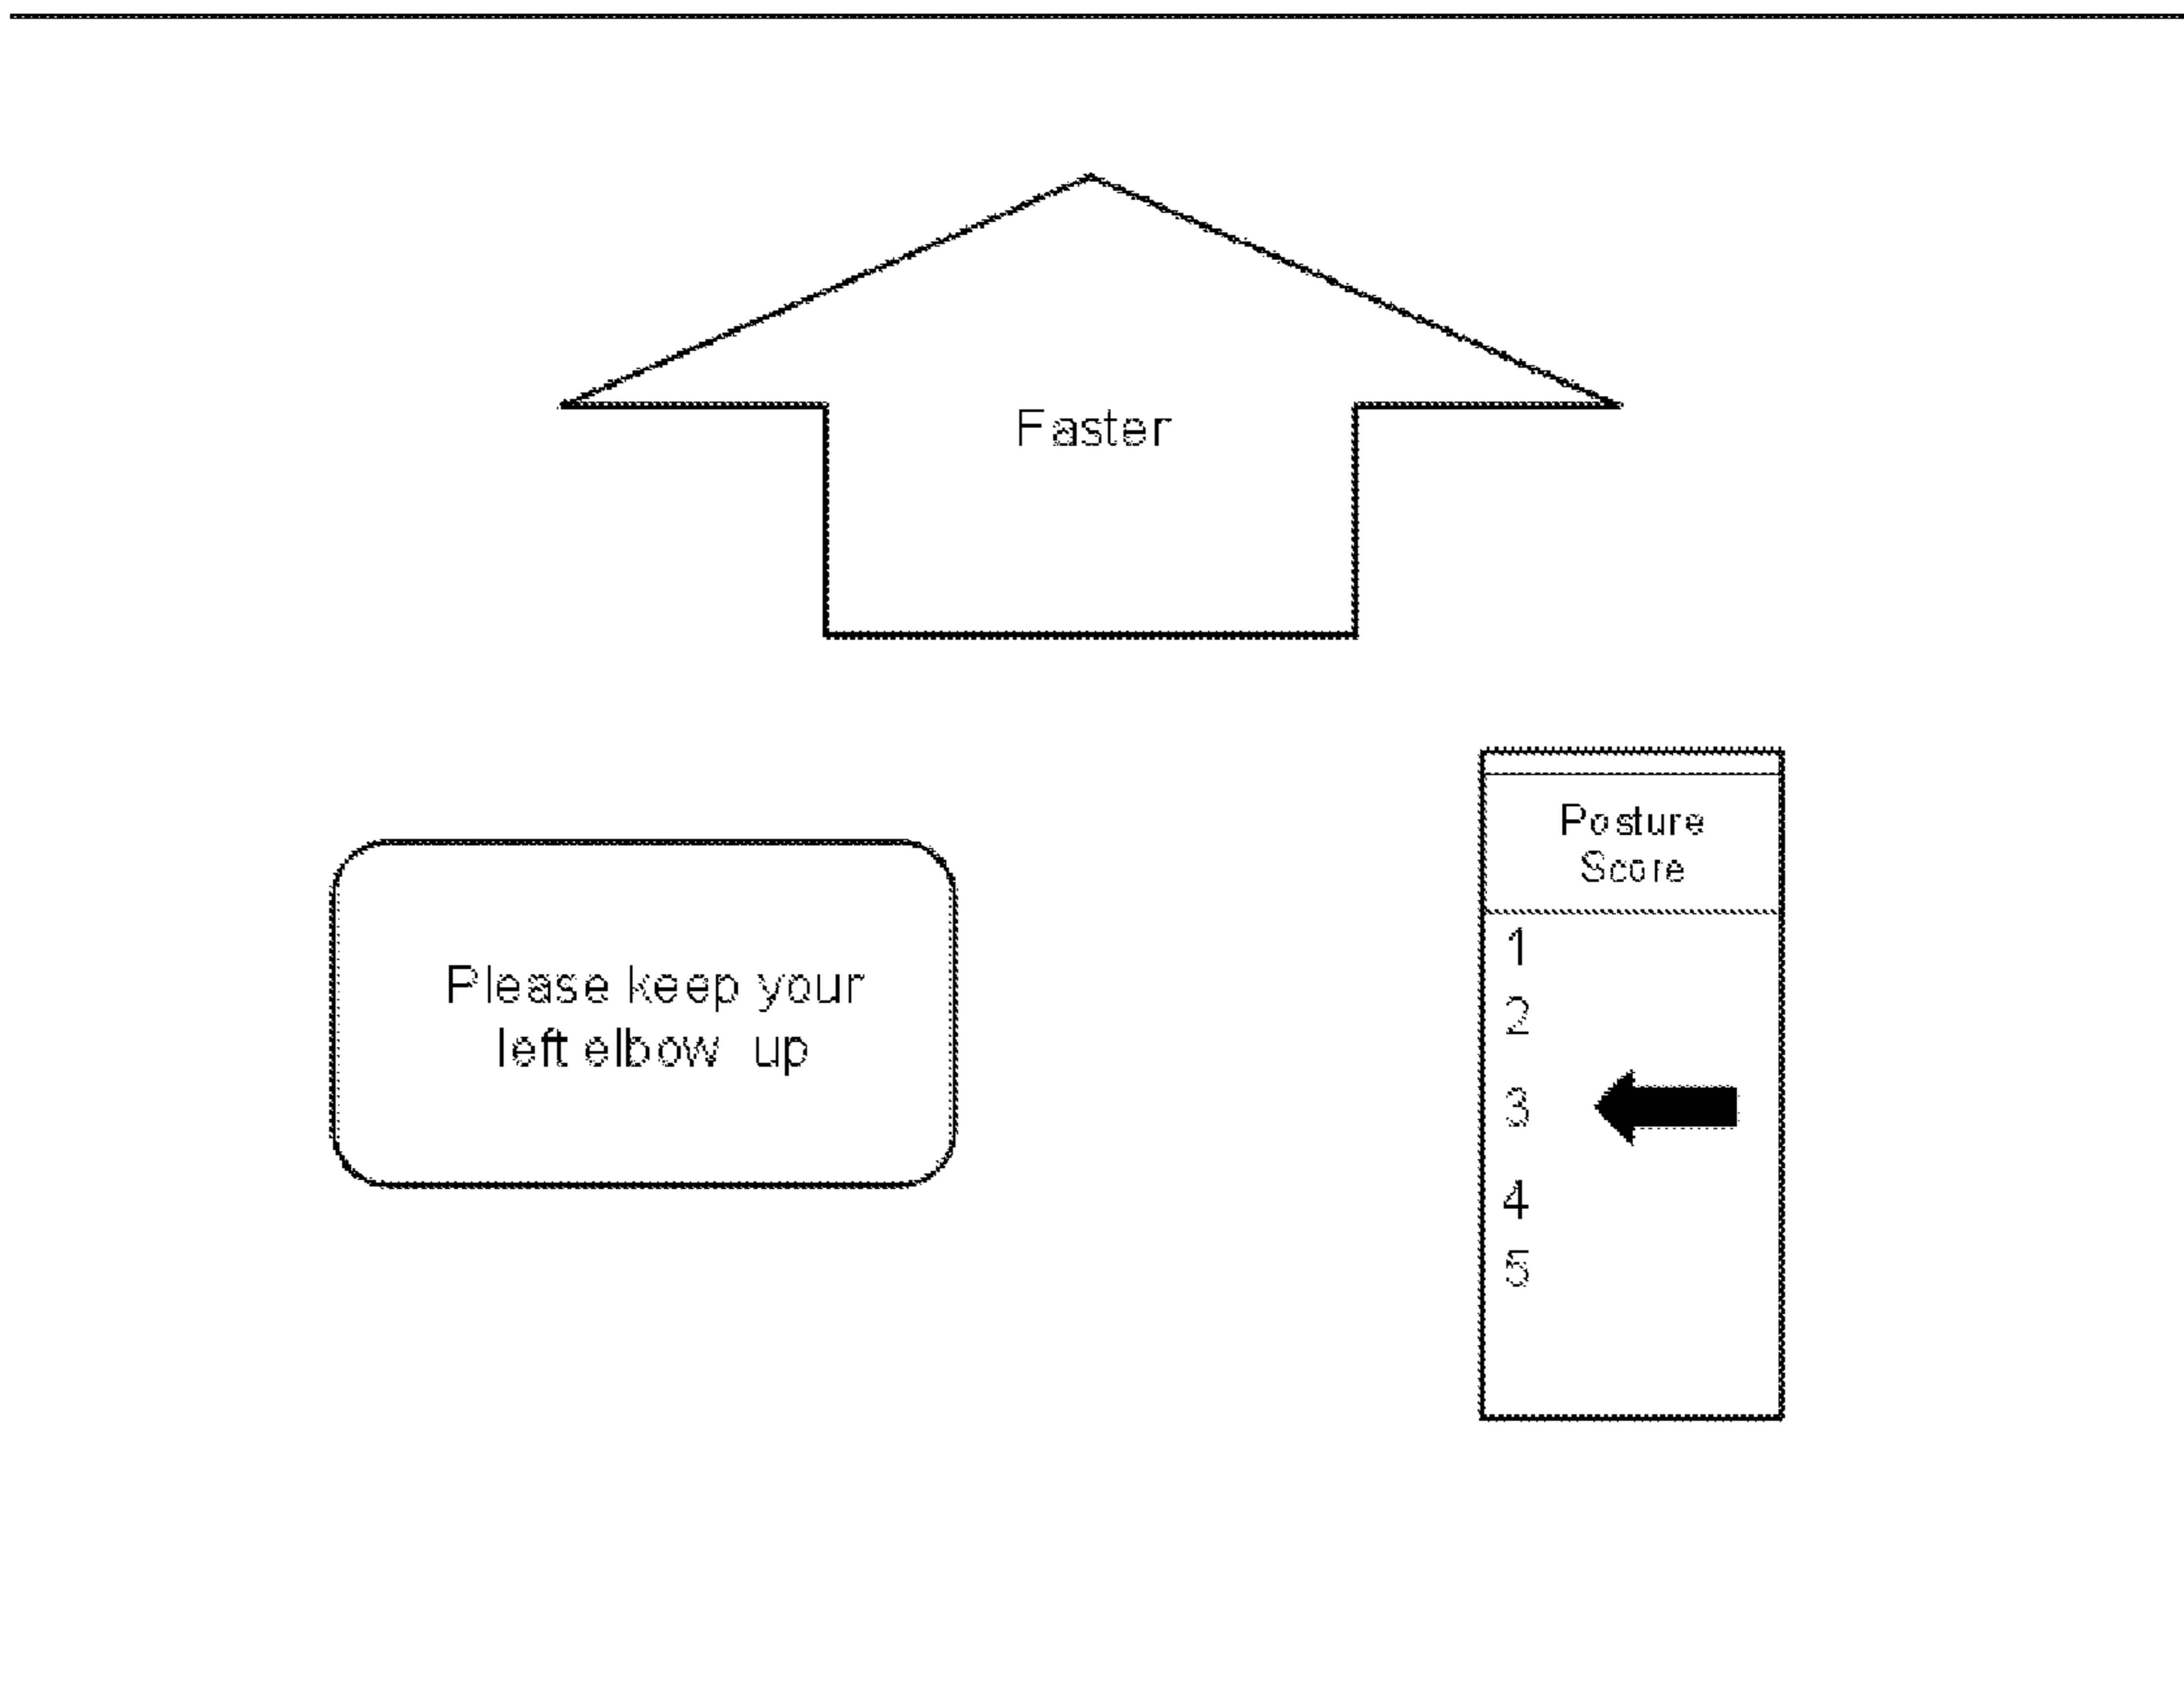 Faster
Please keep your
left elbow up
Posture
Score
1
2
3
4
5